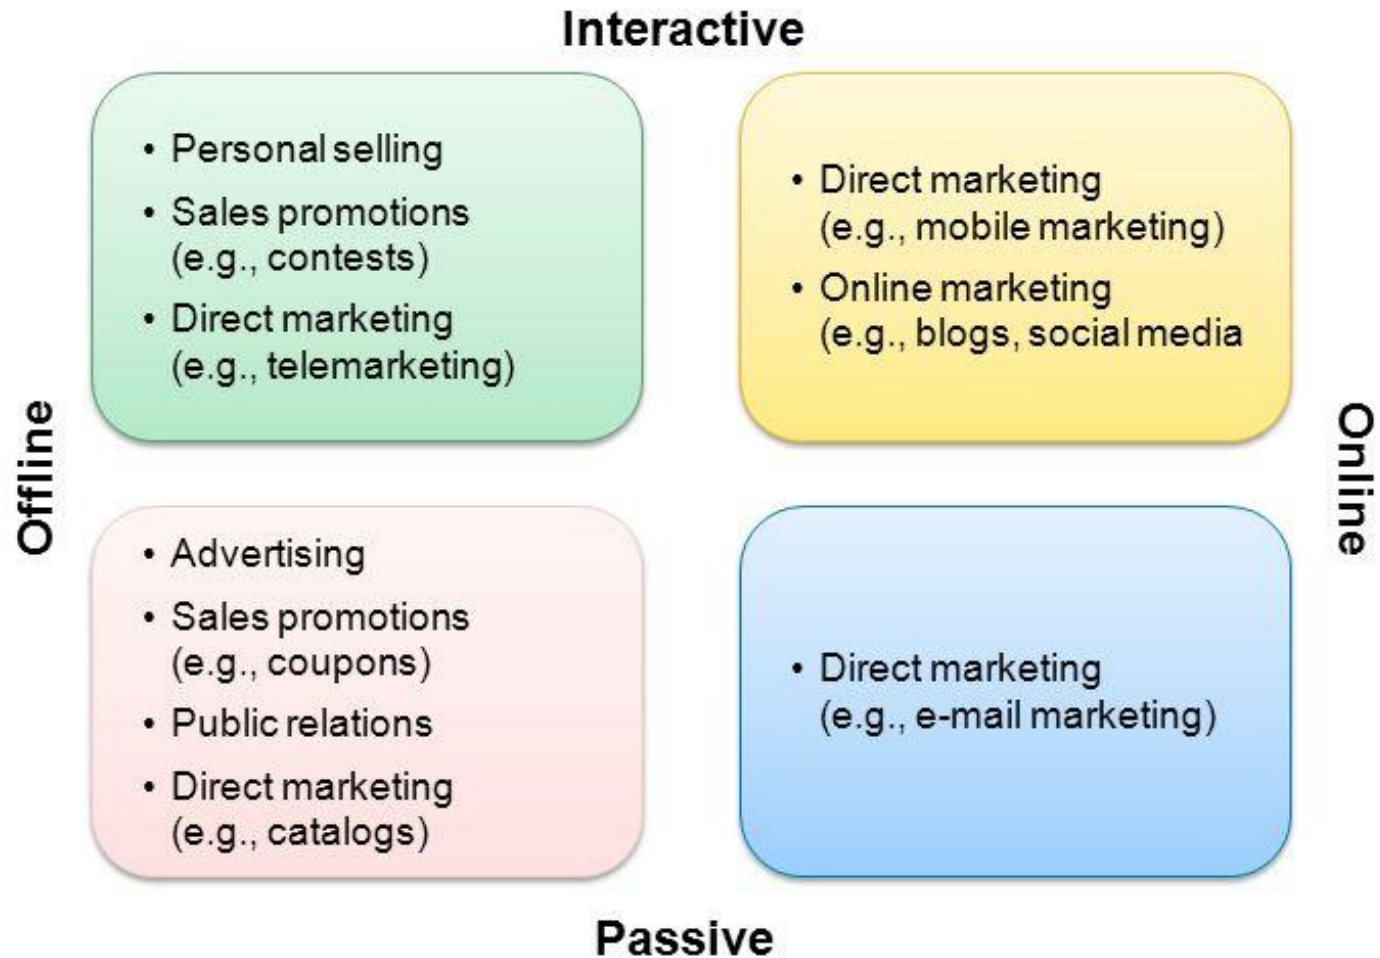 Interactive
• Personal selling
• Sales promotions
(e.g., contests)
• Direct marketing
(e.g., telemarketing)
• Direct marketing
(e.g., mobile marketing)
• Online marketing
(e.g., blogs, social media
Offline
Online
• Advertising
• Sales promotions
(e.g., coupons)
• Public relations
• Direct marketing
(e.g., catalogs)
• Direct marketing
(e.g., e-mail marketing)
Passive